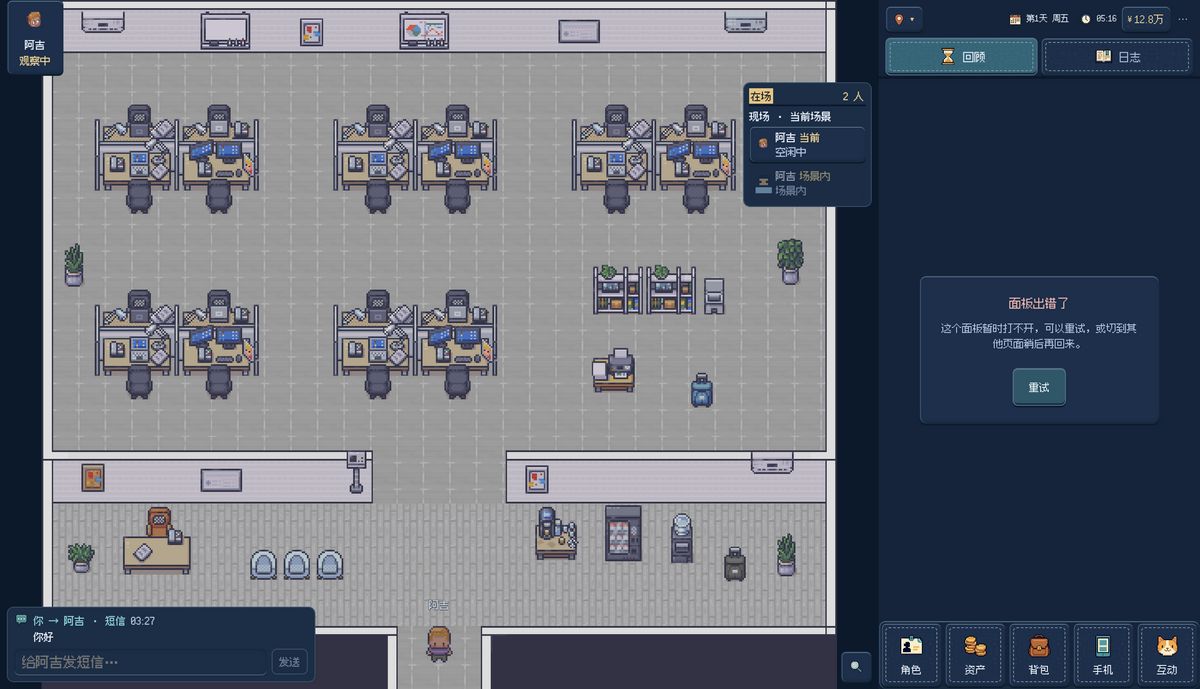 阿吉
观察中
在场 2 人
现场 · 当前场景
阿吉 当前
空闲中
阿吉 场景内
场景内
阿吉
你 → 阿吉 · 短信 03:27
你好
给阿吉发短信…
发送
第1天 周五 05:16 ¥12.8万 …
回顾
日志
面板出错了
这个面板暂时打不开，可以重试，或切到其
他页面稍后再回来。
重试
角色
资产
背包
手机
互动